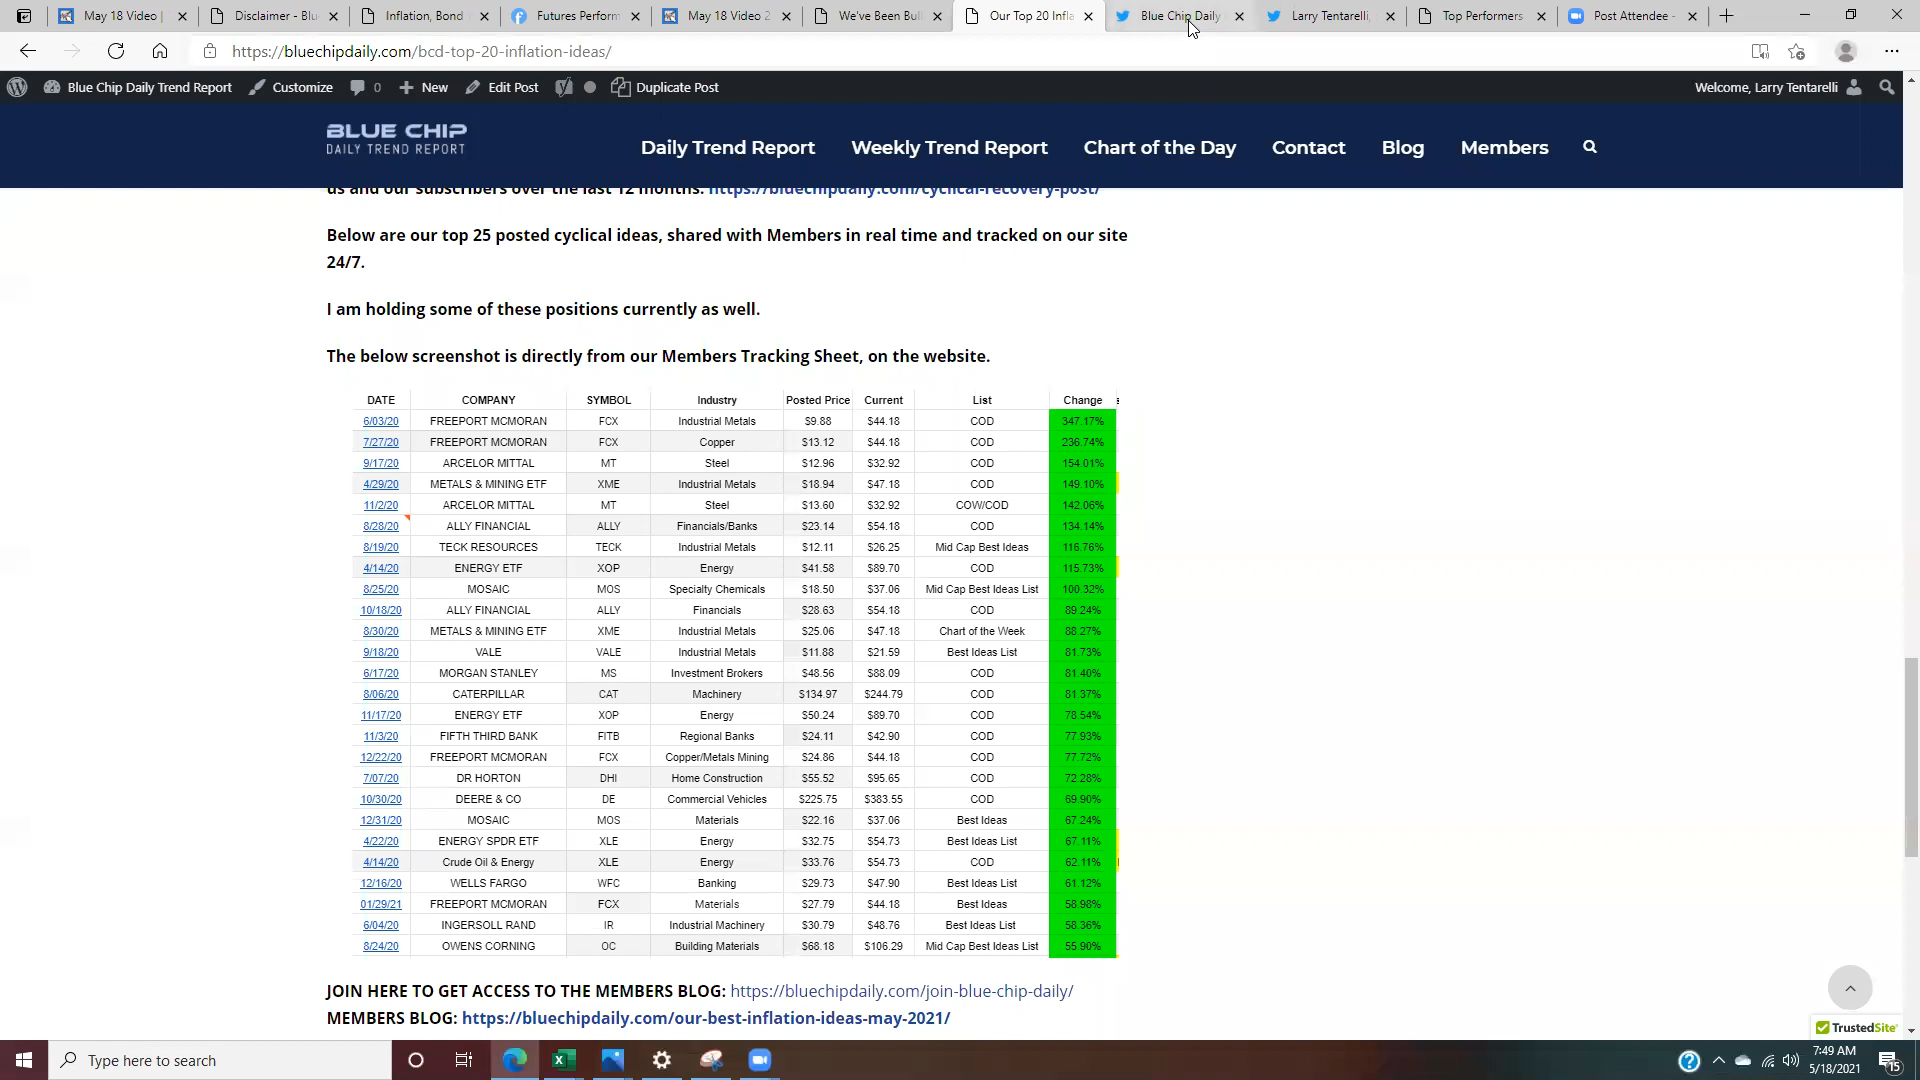 May 18 Video |
Disclaimer - Blu
Inflation, Bond
Futures Perform
May 18 Video 2
We've Been Bul
Our Top 20 Infla
Blue Chip Daily
Larry Tentarelli,
Top Performers
Post Attendee -
https://bluechipdaily.com/bcd-top-20-inflation-ideas/
Blue Chip Daily Trend Report Customize 0 New Edit Post Duplicate Post Welcome, Larry Tentarelli
BLUE CHIP
DAILY TREND REPORT
Daily Trend Report Weekly Trend Report Chart of the Day Contact Blog Members
us and our subscribers over the last 12 months. https://bluechipdaily.com/cyclical-recovery-post/
Below are our top 25 posted cyclical ideas, shared with Members in real time and tracked on our site
24/7.
I am holding some of these positions currently as well.
The below screenshot is directly from our Members Tracking Sheet, on the website.
DATE COMPANY SYMBOL Industry Posted Price Current List Change
6/03/20 FREEPORT MCMORAN FCX Industrial Metals $9.88 $44.18 COD 347.17%
7/27/20 FREEPORT MCMORAN FCX Copper $13.12 $44.18 COD 236.74%
9/17/20 ARCELOR MITTAL MT Steel $12.96 $32.92 COD 154.01%
4/29/20 METALS & MINING ETF XME Industrial Metals $18.94 $47.18 COD 149.10%
11/2/20 ARCELOR MITTAL MT Steel $13.60 $32.92 COW/COD 142.06%
8/28/20 ALLY FINANCIAL ALLY Financials/Banks $23.14 $54.18 COD 134.14%
8/19/20 TECK RESOURCES TECK Industrial Metals $12.11 $26.25 Mid Cap Best Ideas 116.76%
4/14/20 ENERGY ETF XOP Energy $41.58 $89.70 COD 115.73%
8/25/20 MOSAIC MOS Specialty Chemicals $18.50 $37.06 Mid Cap Best Ideas List 100.32%
10/18/20 ALLY FINANCIAL ALLY Financials $28.63 $54.18 COD 89.24%
8/30/20 METALS & MINING ETF XME Industrial Metals $25.06 $47.18 Chart of the Week 88.27%
9/18/20 VALE VALE Industrial Metals $11.88 $21.59 Best Ideas List 81.73%
6/17/20 MORGAN STANLEY MS Investment Brokers $48.56 $88.09 COD 81.40%
8/06/20 CATERPILLAR CAT Machinery $134.97 $244.79 COD 81.37%
11/17/20 ENERGY ETF XOP Energy $50.24 $89.70 COD 78.54%
11/3/20 FIFTH THIRD BANK FITB Regional Banks $24.11 $42.90 COD 77.93%
12/22/20 FREEPORT MCMORAN FCX Copper/Metals Mining $24.86 $44.18 COD 77.72%
7/07/20 DR HORTON DHI Home Construction $55.52 $95.65 COD 72.28%
10/30/20 DEERE & CO DE Commercial Vehicles $225.75 $383.55 COD 69.90%
12/31/20 MOSAIC MOS Materials $22.16 $37.06 Best Ideas 67.24%
4/22/20 ENERGY SPDR ETF XLE Energy $32.75 $54.73 Best Ideas List 67.11%
4/14/20 Crude Oil & Energy XLE Energy $33.76 $54.73 COD 62.11%
12/16/20 WELLS FARGO WFC Banking $29.73 $47.90 Best Ideas List 61.12%
01/29/21 FREEPORT MCMORAN FCX Materials $27.79 $44.18 Best Ideas 58.98%
6/04/20 INGERSOLL RAND IR Industrial Machinery $30.79 $48.76 Best Ideas List 58.36%
8/24/20 OWENS CORNING OC Building Materials $68.18 $106.29 Mid Cap Best Ideas List 55.90%
JOIN HERE TO GET ACCESS TO THE MEMBERS BLOG: https://bluechipdaily.com/join-blue-chip-daily/
MEMBERS BLOG: https://bluechipdaily.com/our-best-inflation-ideas-may-2021/
TrustedSite
Type here to search
7:49 AM
5/18/2021
15